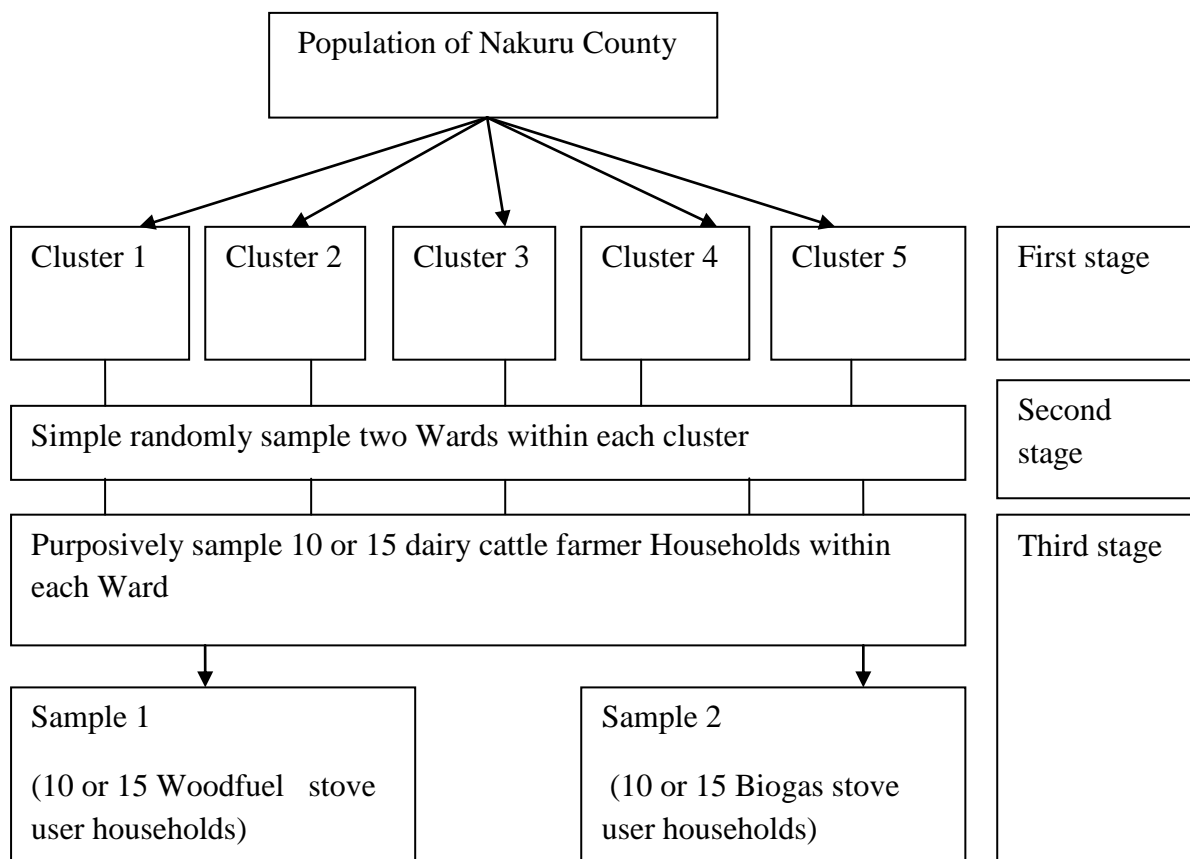 Population of Nakuru County
Cluster 1
Cluster 2
Cluster 3
Cluster 4
Cluster 5
First stage
Simple randomly sample two Wards within each cluster
Second
stage
Purposively sample 10 or 15 dairy cattle farmer Households within
each Ward
Third stage
Sample 1
(10 or 15 Woodfuel stove
user households)
Sample 2
(10 or 15 Biogas stove
user households)